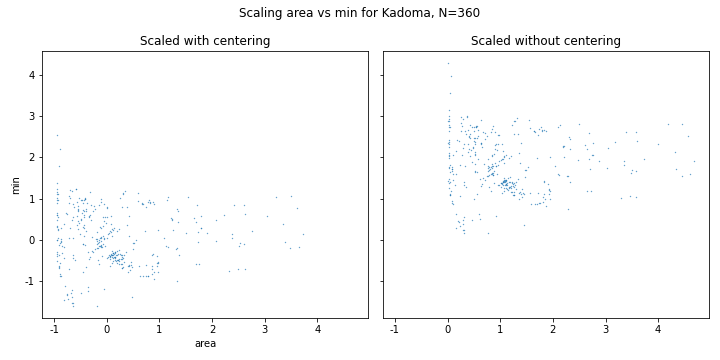 Scaling area vs min for Kadoma, N=360
Scaled with centering
Scaled without centering
4
3
2
1
0
-1
min
-1 0 1 2 3 4
-1 0 1 2 3 4
area